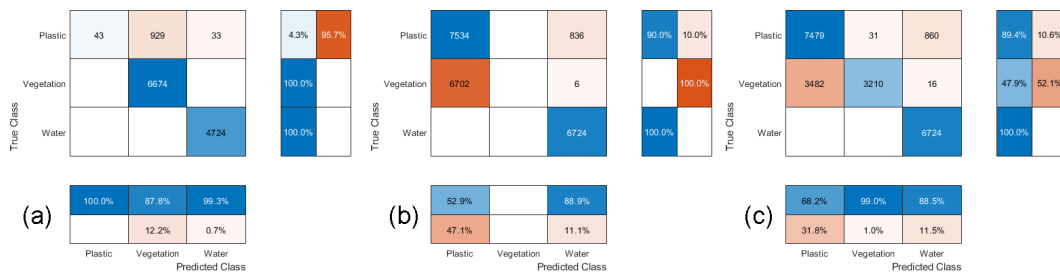 Plastic 43 929 33 4.3% 95.7%
Vegetation 6674 100.0%
Water 4724 100.0%
True Class
100.0% 87.8% 99.3%
12.2% 0.7%
(a)
Plastic Vegetation Water
Predicted Class
Plastic 7534 836 90.0% 10.0%
Vegetation 6702 6 100.0%
Water 6724 100.0%
True Class
52.9% 88.9%
47.1% 11.1%
(b)
Plastic Vegetation Water
Predicted Class
Plastic 7479 31 860 89.4% 10.6%
Vegetation 3482 3210 16 47.9% 52.1%
Water 6724 100.0%
True Class
68.2% 99.0% 88.5%
31.8% 1.0% 11.5%
(c)
Plastic Vegetation Water
Predicted Class